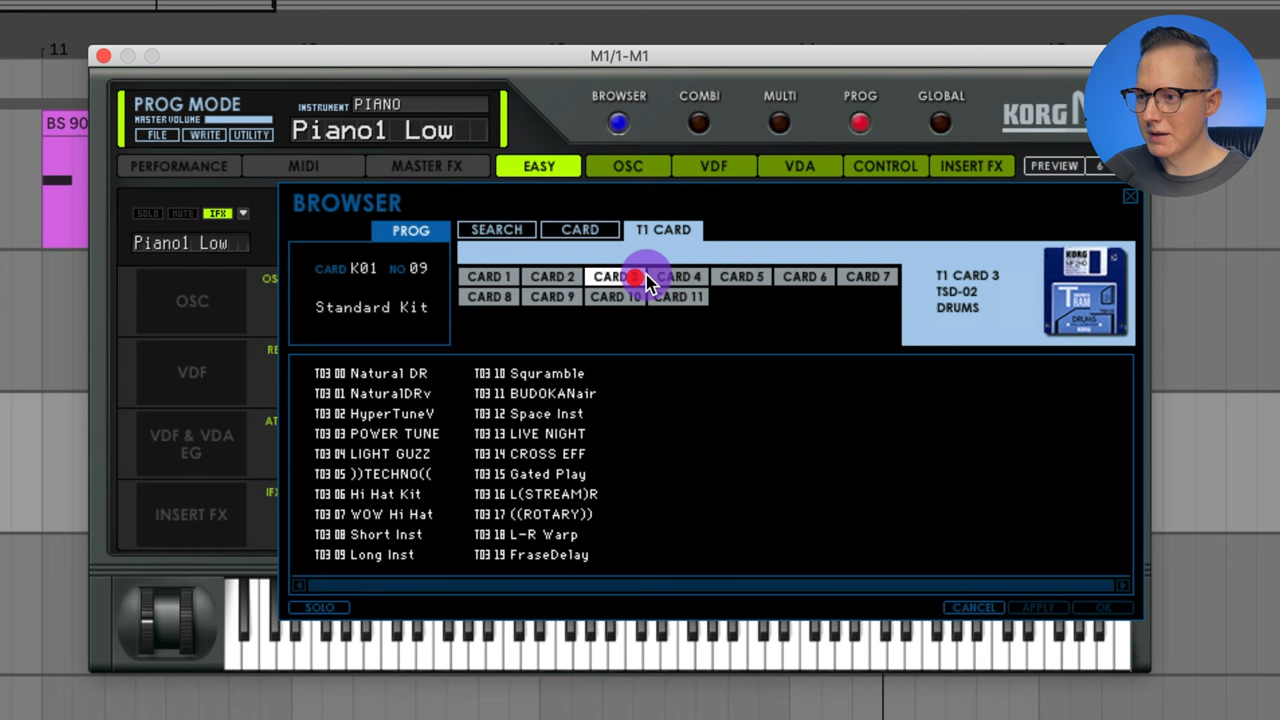 11
M1/1-M1
BS 90
PROG MODE
MASTER VOLUME
FILE WRITE UTILITY
INSTRUMENT PIANO
Piano1 Low
BROWSER COMBI MULTI PROG GLOBAL
KORG
PERFORMANCE MIDI MASTER FX EASY OSC VDF VDA CONTROL INSERT FX PREVIEW 6
SOLO MUTE IFX
Piano1 Low
OSC
VDF
VDF & VDA
EG
INSERT FX
BROWSER
PROG SEARCH CARD T1 CARD
CARD K01 NO 09
Standard Kit
CARD 1 CARD 2 CARD 3 CARD 4 CARD 5 CARD 6 CARD 7
CARD 8 CARD 9 CARD 10 CARD 11
T1 CARD 3
TSD-02
DRUMS
T03 00 Natural DR
T03 01 NaturalDRv
T03 02 HyperTuneV
T03 03 POWER TUNE
T03 04 LIGHT GUZZ
T03 05 ))TECHNO((
T03 06 Hi Hat Kit
T03 07 WOW Hi Hat
T03 08 Short Inst
T03 09 Long Inst
T03 10 Squramble
T03 11 BUDOKANair
T03 12 Space Inst
T03 13 LIVE NIGHT
T03 14 CROSS EFF
T03 15 Gated Play
T03 16 L(STREAM)R
T03 17 ((ROTARY))
T03 18 L-R Warp
T03 19 FraseDelay
SOLO CANCEL APPLY OK